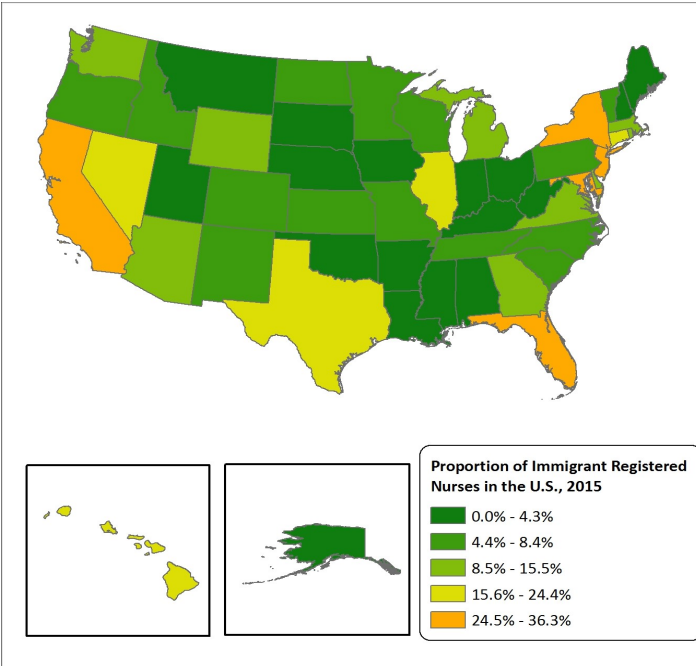 Proportion of Immigrant Registered
Nurses in the U.S., 2015
0.0% - 4.3%
4.4% - 8.4%
8.5% - 15.5%
15.6% - 24.4%
24.5% - 36.3%